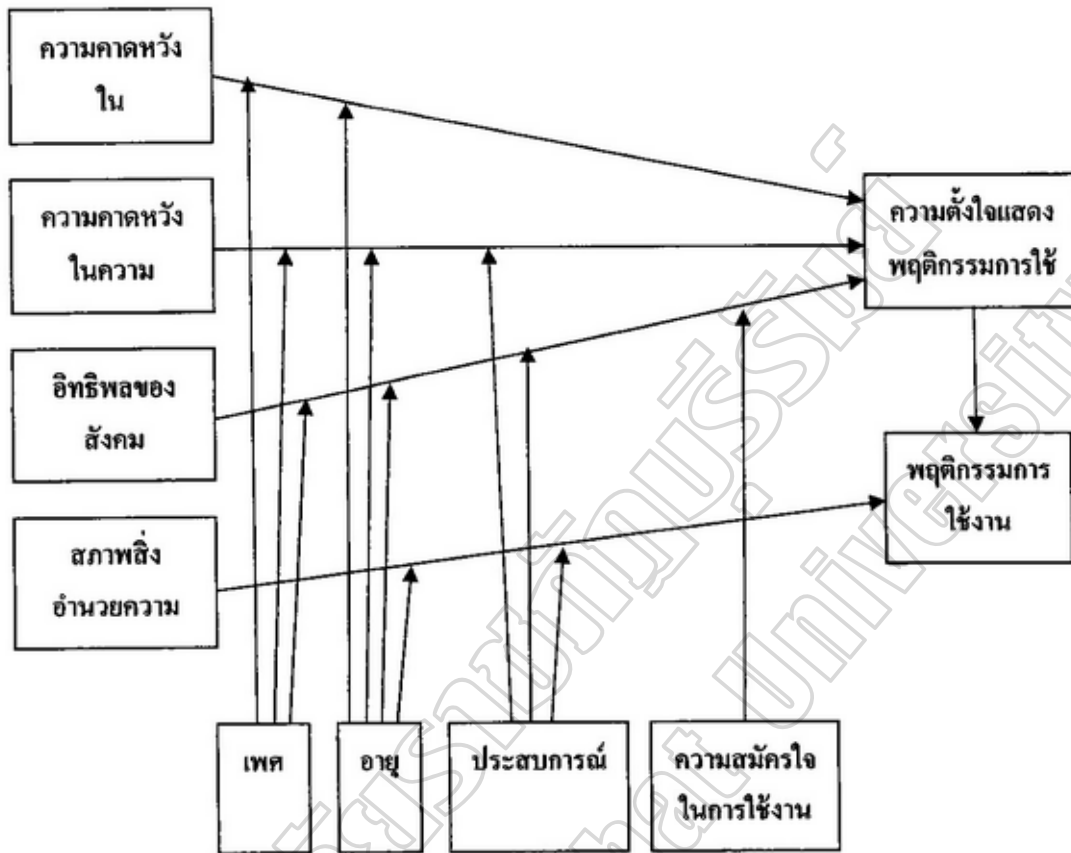 ความคาดหวัง
ใน
ความคาดหวัง
ในความ
อิทธิพลของ
สังคม
สภาพสิ่ง
อำนวยความ
ความตั้งใจแสดง
พฤติกรรมการใช้
พฤติกรรมการ
ใช้งาน
เพศ
อายุ
ประสบการณ์
ความสมัครใจ
ในการใช้งาน